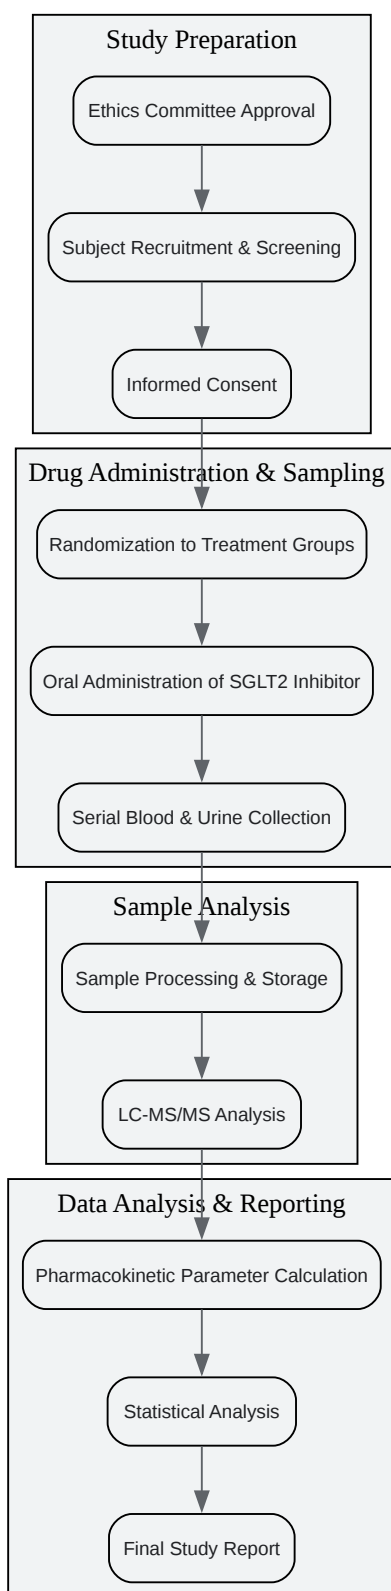 Study Preparation
Ethics Committee Approval
Subject Recruitment & Screening
Informed Consent
Drug Administration & Sampling
Randomization to Treatment Groups
Oral Administration of SGLT2 Inhibitor
Serial Blood & Urine Collection
Sample Analysis
Sample Processing & Storage
LC-MS/MS Analysis
Data Analysis & Reporting
Pharmacokinetic Parameter Calculation
Statistical Analysis
Final Study Report